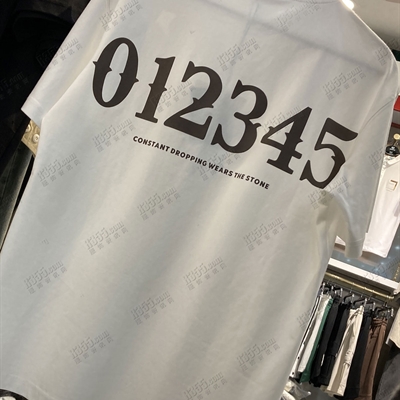 012345
CONSTANT DROPPING WEARS THE STONE